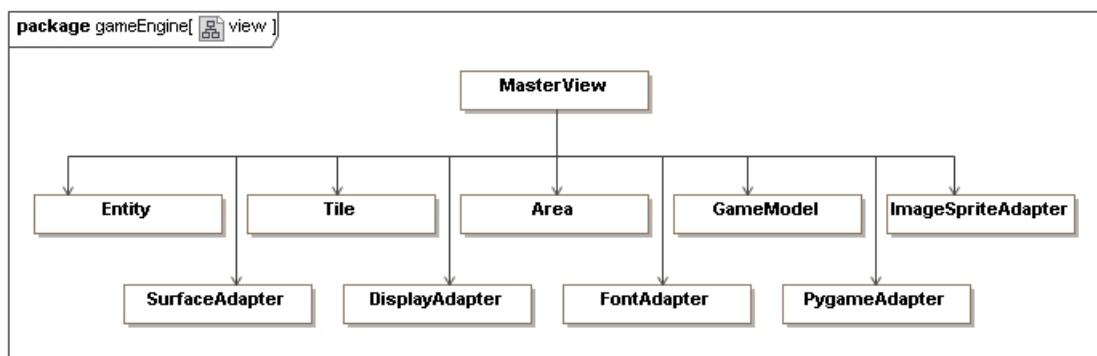 package gameEngine[ view ]
MasterView
Entity
Tile
Area
GameModel
ImageSpriteAdapter
SurfaceAdapter
DisplayAdapter
FontAdapter
PygameAdapter